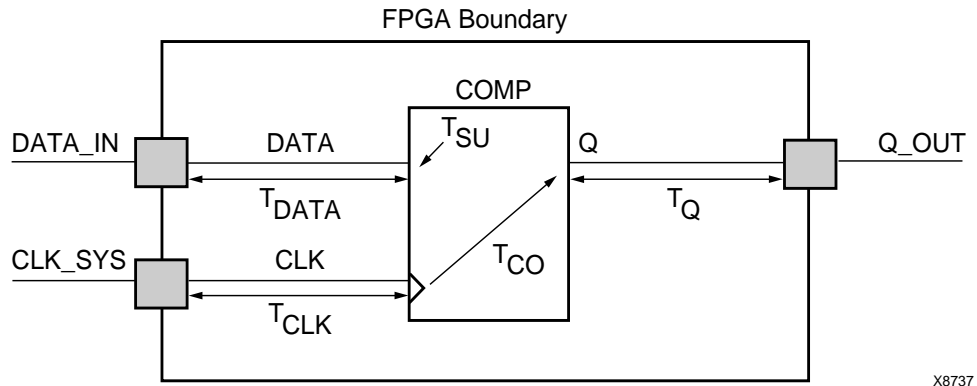 FPGA Boundary
COMP
DATA_IN
DATA
TSU
Q
Q_OUT
TDATA
TQ
CLK_SYS
CLK
TCO
TCLK
X8737